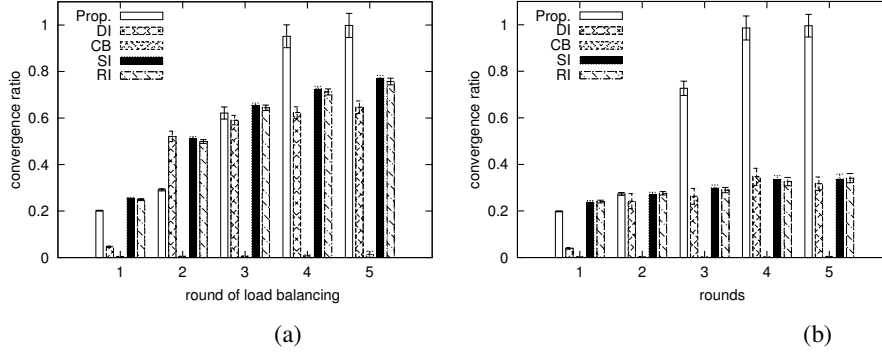 convergence ratio
1
0.8
0.6
0.4
0.2
0
Prop.
DI
CB
SI
RI
1 2 3 4 5
round of load balancing
(a)
convergence ratio
1
0.8
0.6
0.4
0.2
0
Prop.
DI
CB
SI
RI
1 2 3 4 5
rounds
(b)